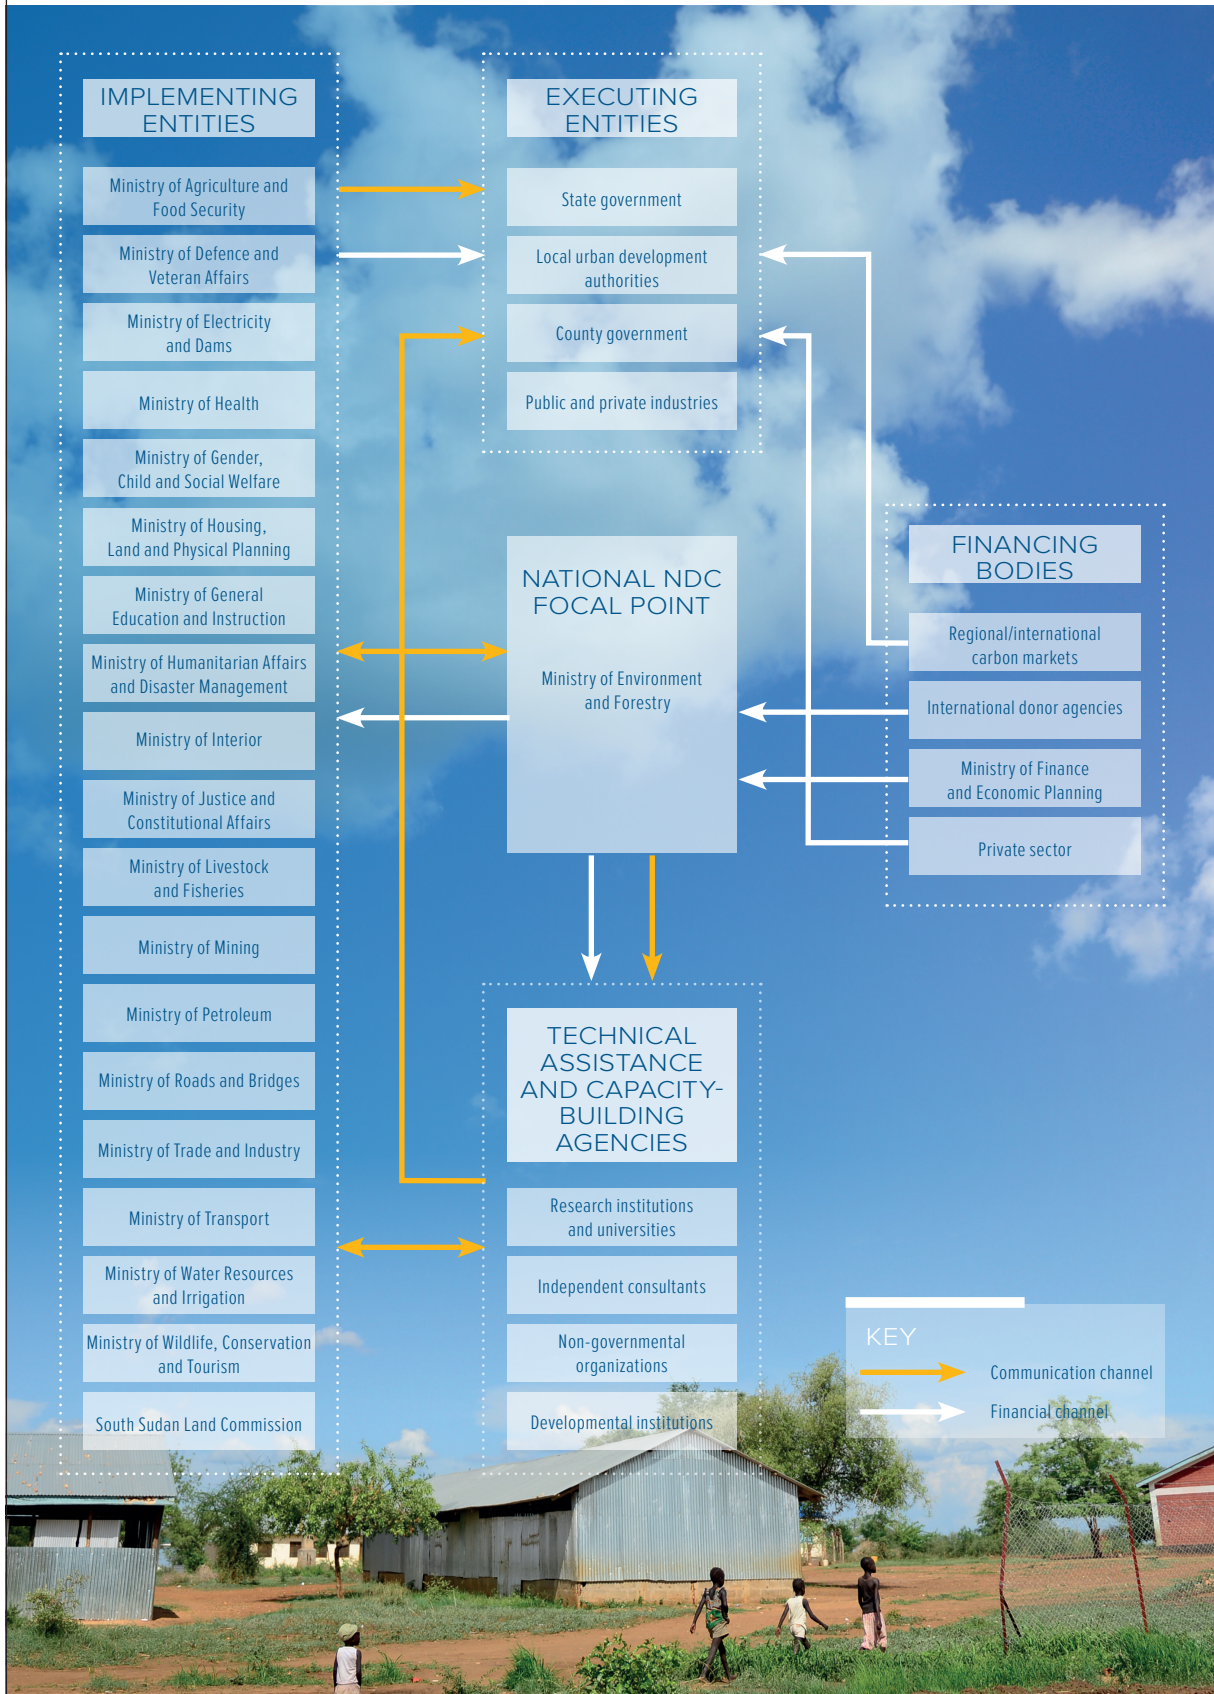 IMPLEMENTING
ENTITIES
Ministry of Agriculture and
Food Security
Ministry of Defence and
Veteran Affairs
Ministry of Electricity
and Dams
Ministry of Health
Ministry of Gender,
Child and Social Welfare
Ministry of Housing,
Land and Physical Planning
Ministry of General
Education and Instruction
Ministry of Humanitarian Affairs
and Disaster Management
Ministry of Interior
Ministry of Justice and
Constitutional Affairs
Ministry of Livestock
and Fisheries
Ministry of Mining
Ministry of Petroleum
Ministry of Roads and Bridges
Ministry of Trade and Industry
Ministry of Transport
Ministry of Water Resources
and Irrigation
Ministry of Wildlife, Conservation
and Tourism
South Sudan Land Commission
EXECUTING
ENTITIES
State government
Local urban development
authorities
County government
Public and private industries
NATIONAL NDC
FOCAL POINT
Ministry of Environment
and Forestry
TECHNICAL
ASSISTANCE
AND CAPACITY-
BUILDING
AGENCIES
Research institutions
and universities
Independent consultants
Non-governmental
organizations
Developmental institutions
FINANCING
BODIES
Regional/international
carbon markets
International donor agencies
Ministry of Finance
and Economic Planning
Private sector
KEY
Communication channel
Financial channel